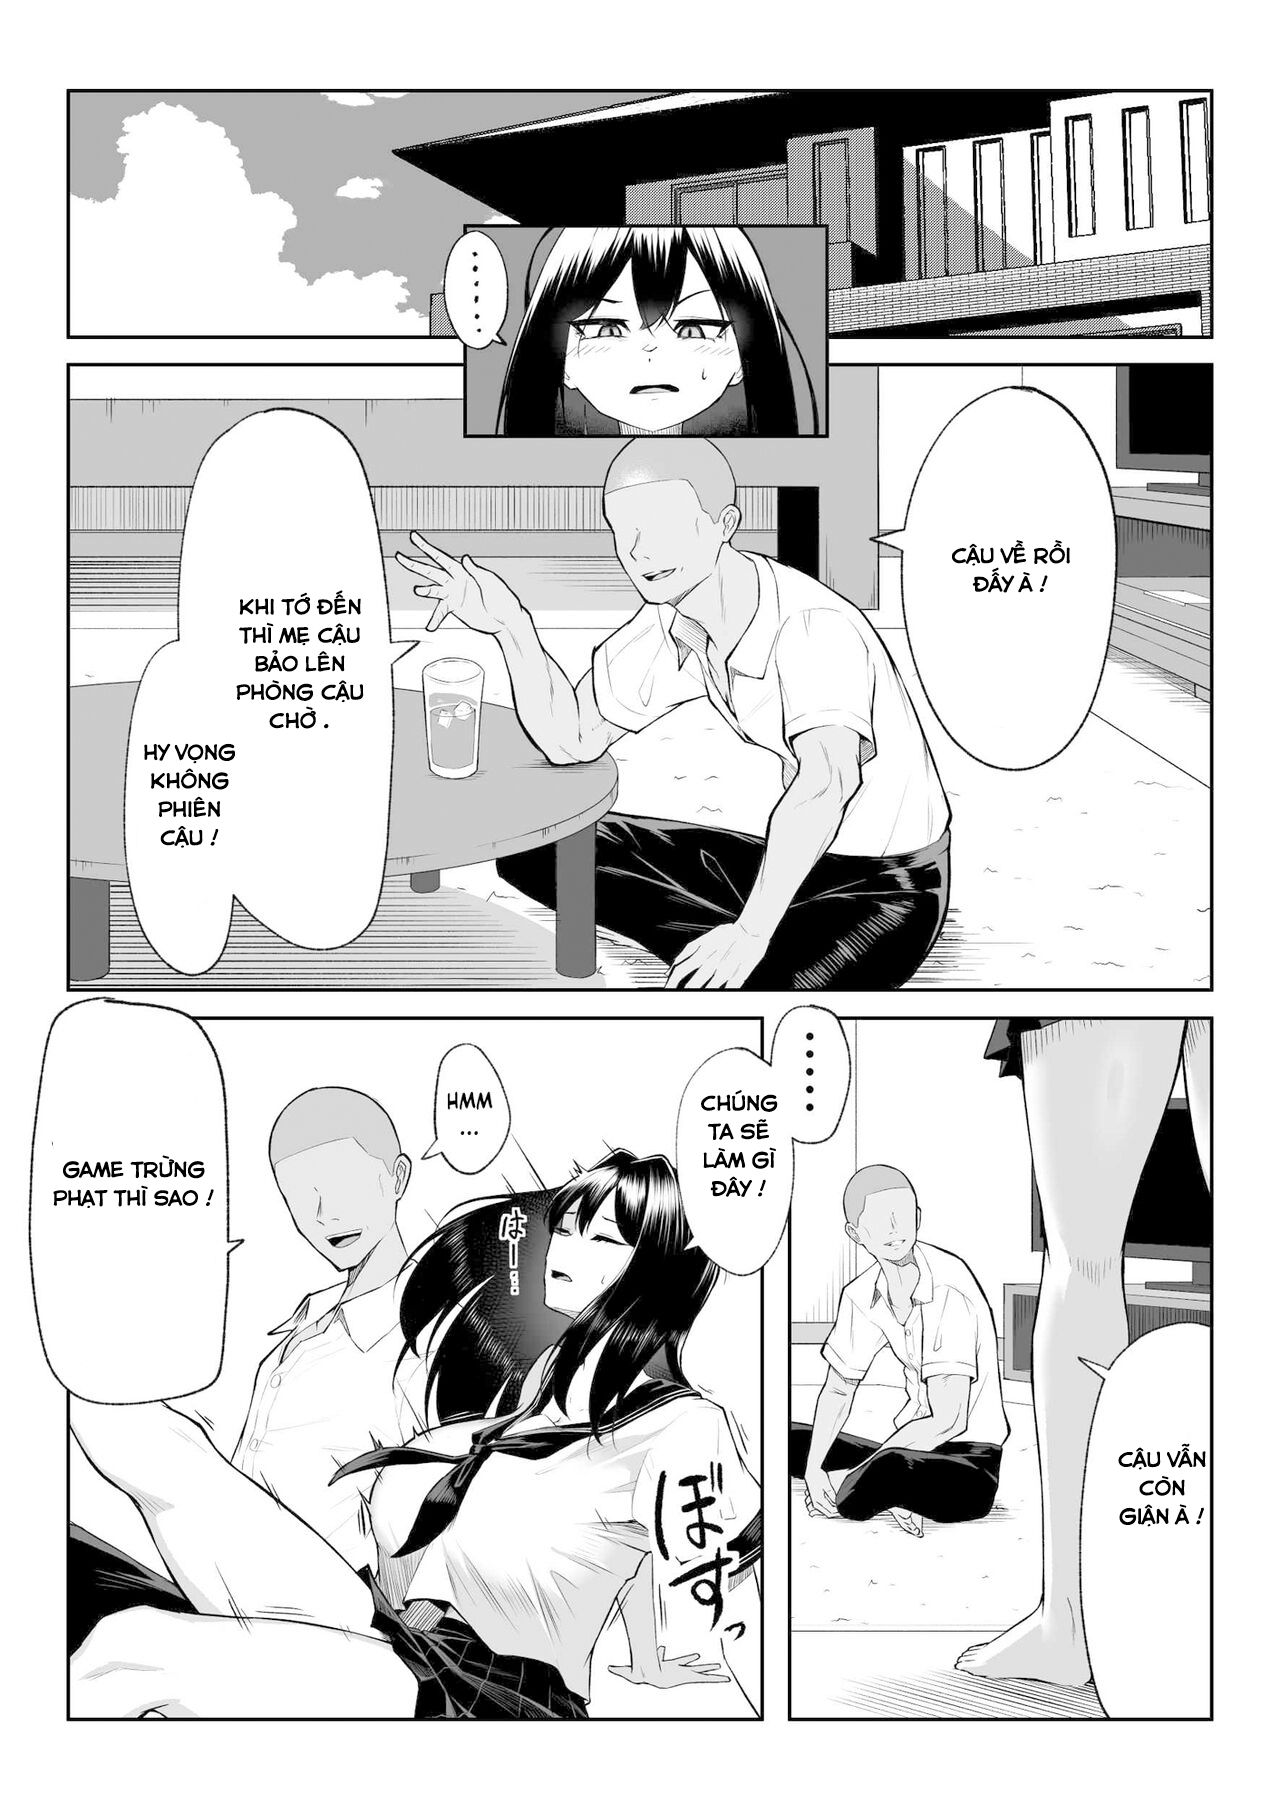 ......
CẬU VỀ RỒI
ĐẤY À !
KHI TỚ ĐẾN
THÌ MẸ CẬU
BẢO LÊN
PHÒNG CẬU
CHỜ .
HY VỌNG
KHÔNG
PHIÊN
CẬU !
......
CẬU VẪN
CÒN
GIẬN À !
CHÚNG
TA SẼ
LÀM GÌ
ĐÂY !
HMM
...
はー…
ぼすっ
GAME TRỪNG
PHẠT THÌ SAO !